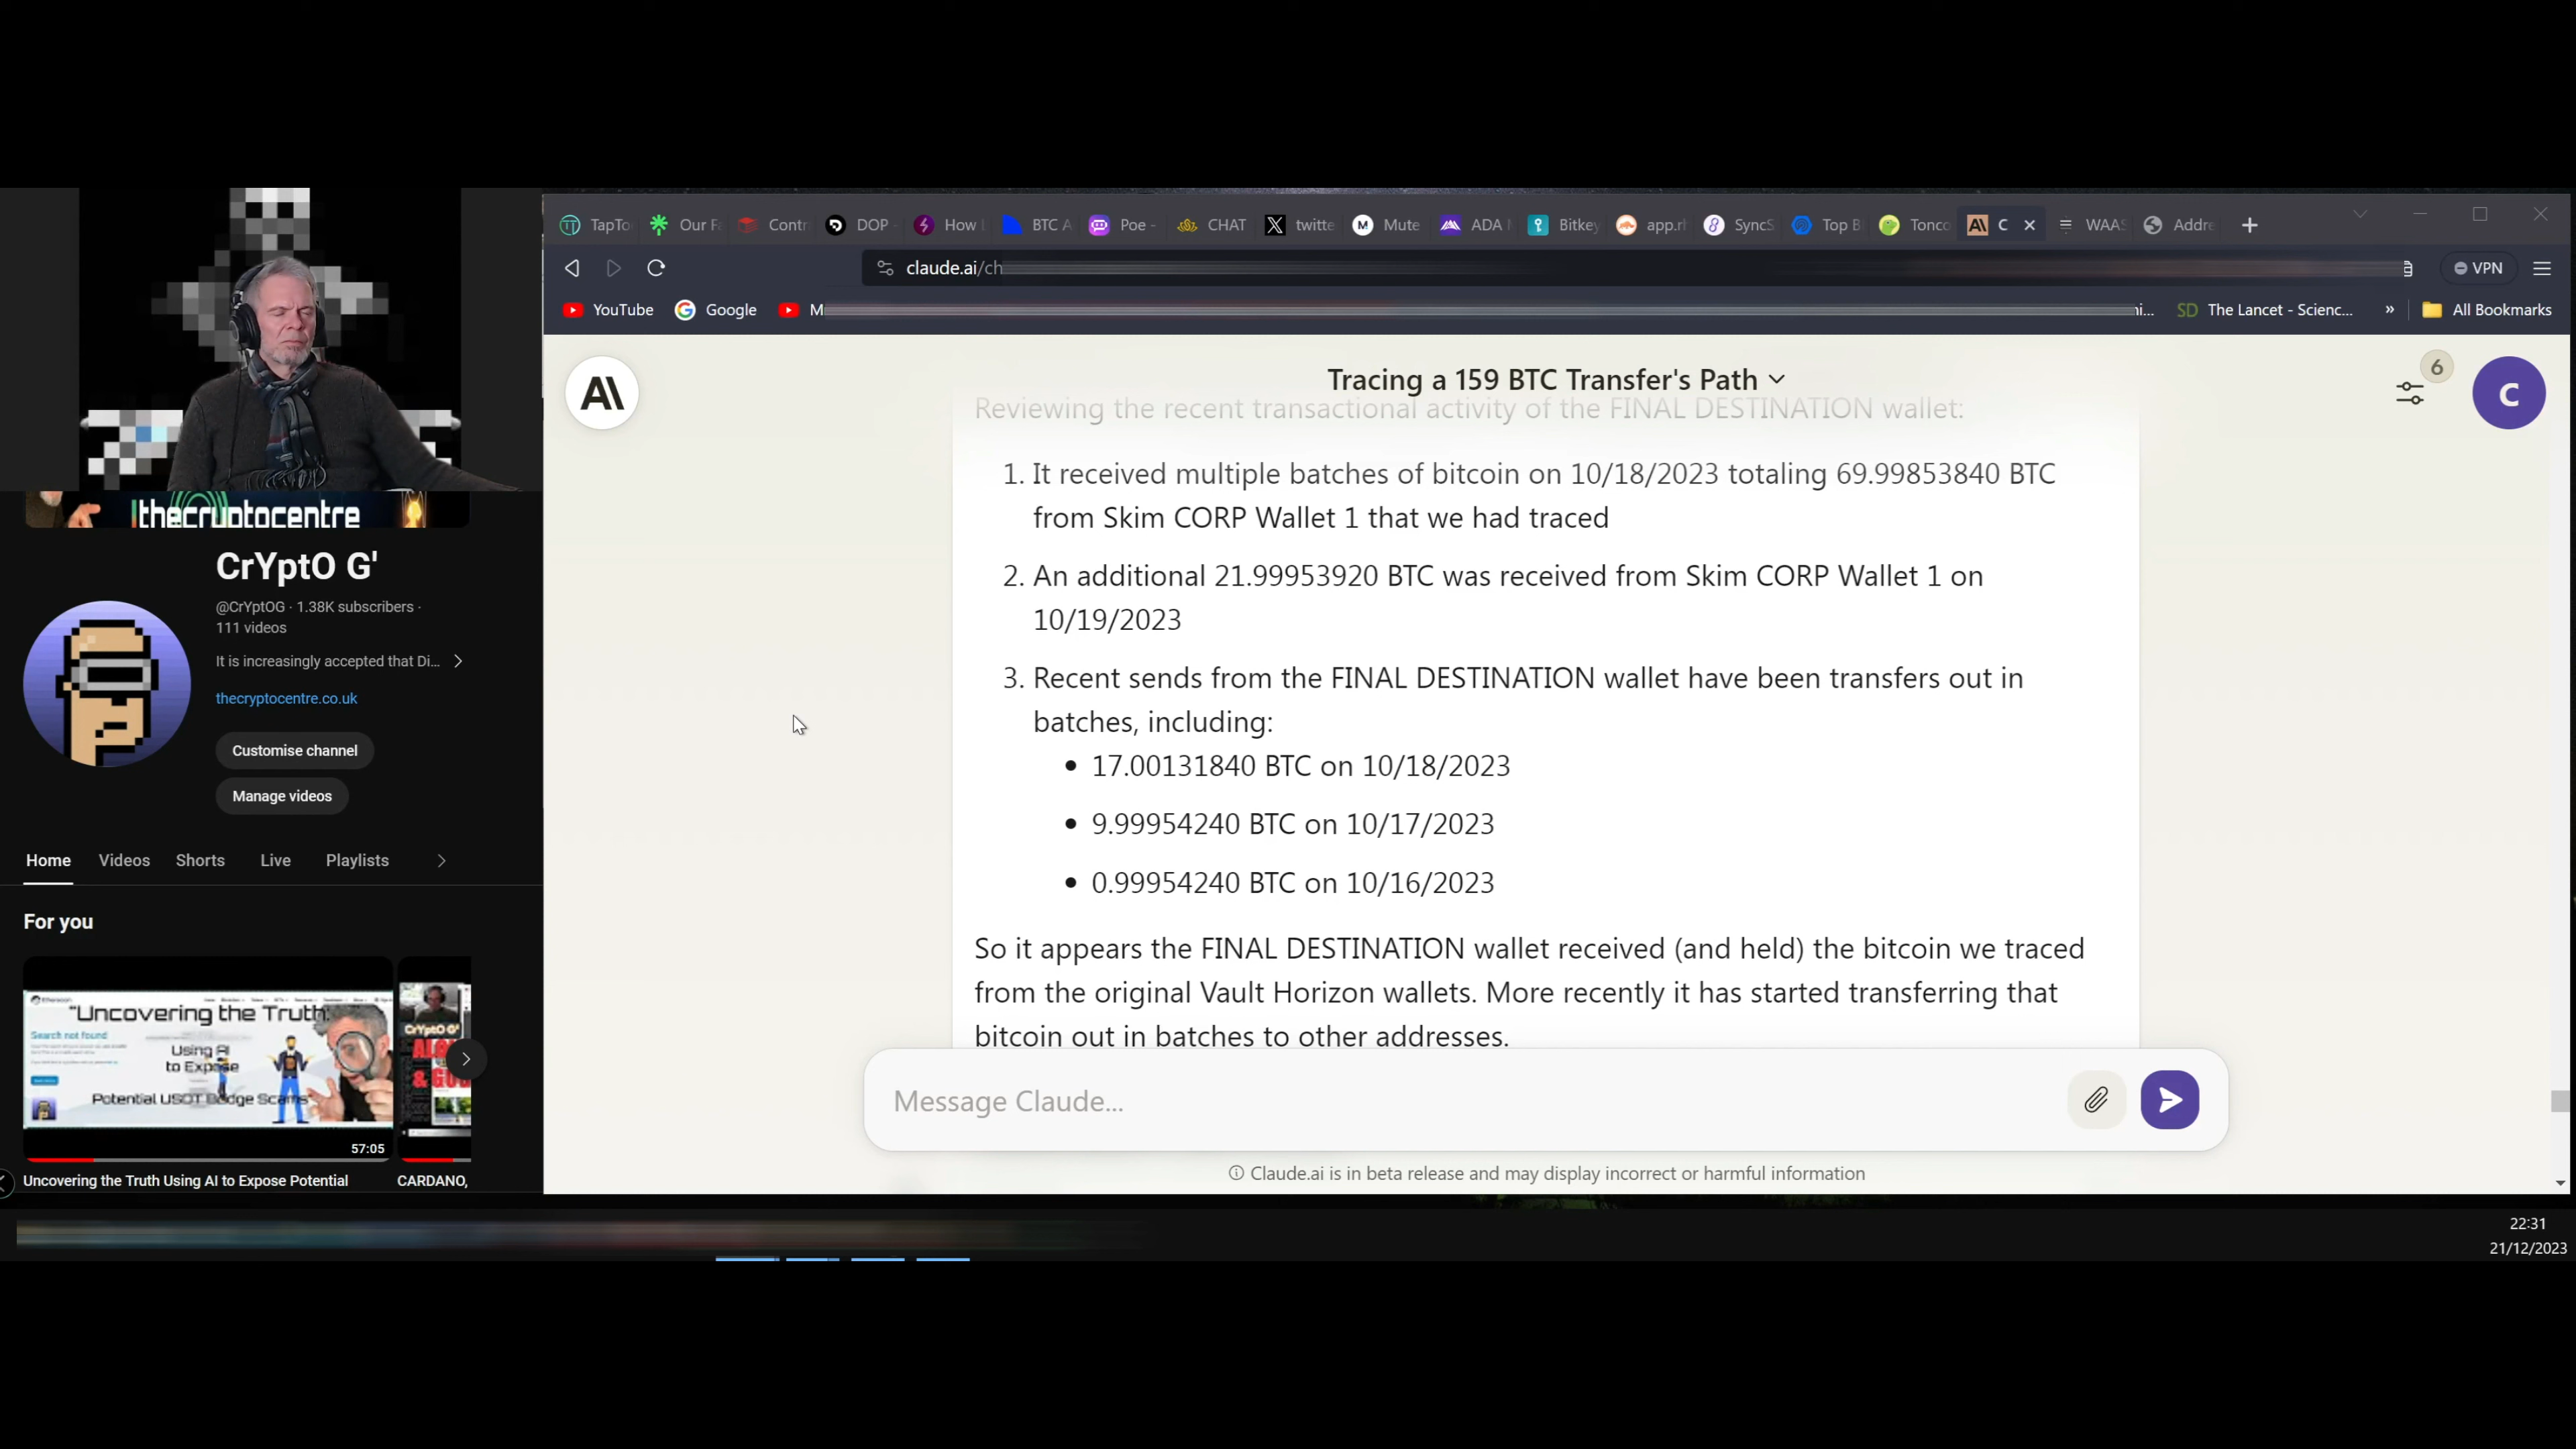 TapTo
Our Fa
Contr
DOP
How
BTC A
Poe -
CHAT
twitte
Mute
ADA
Bitkey
app.rh
SyncS
Top B
Tonco
C
WAAS
Addre
claude.ai/ch
VPN
YouTube
Google
M
ni...
SD The Lancet - Scienc...
»
All Bookmarks
thecryptocentre
CrYptO G'
@CrYptOG · 1.38K subscribers ·
111 videos
It is increasingly accepted that Di...
thecryptocentre.co.uk
Customise channel
Manage videos
Home Videos Shorts Live Playlists
For you
"Uncovering the Truth"
Search not found
Using AI
to Expose
Potential USDT Bridge Scams
57:05
CrYptO G'
Uncovering the Truth Using AI to Expose Potential
CARDANO,
AI
Tracing a 159 BTC Transfer's Path
6
C
Reviewing the recent transactional activity of the FINAL DESTINATION wallet:
1. It received multiple batches of bitcoin on 10/18/2023 totaling 69.99853840 BTC
from Skim CORP Wallet 1 that we had traced
2. An additional 21.99953920 BTC was received from Skim CORP Wallet 1 on
10/19/2023
3. Recent sends from the FINAL DESTINATION wallet have been transfers out in
batches, including:
• 17.00131840 BTC on 10/18/2023
• 9.99954240 BTC on 10/17/2023
• 0.99954240 BTC on 10/16/2023
So it appears the FINAL DESTINATION wallet received (and held) the bitcoin we traced
from the original Vault Horizon wallets. More recently it has started transferring that
bitcoin out in batches to other addresses.
Message Claude...
Claude.ai is in beta release and may display incorrect or harmful information
22:31
21/12/2023